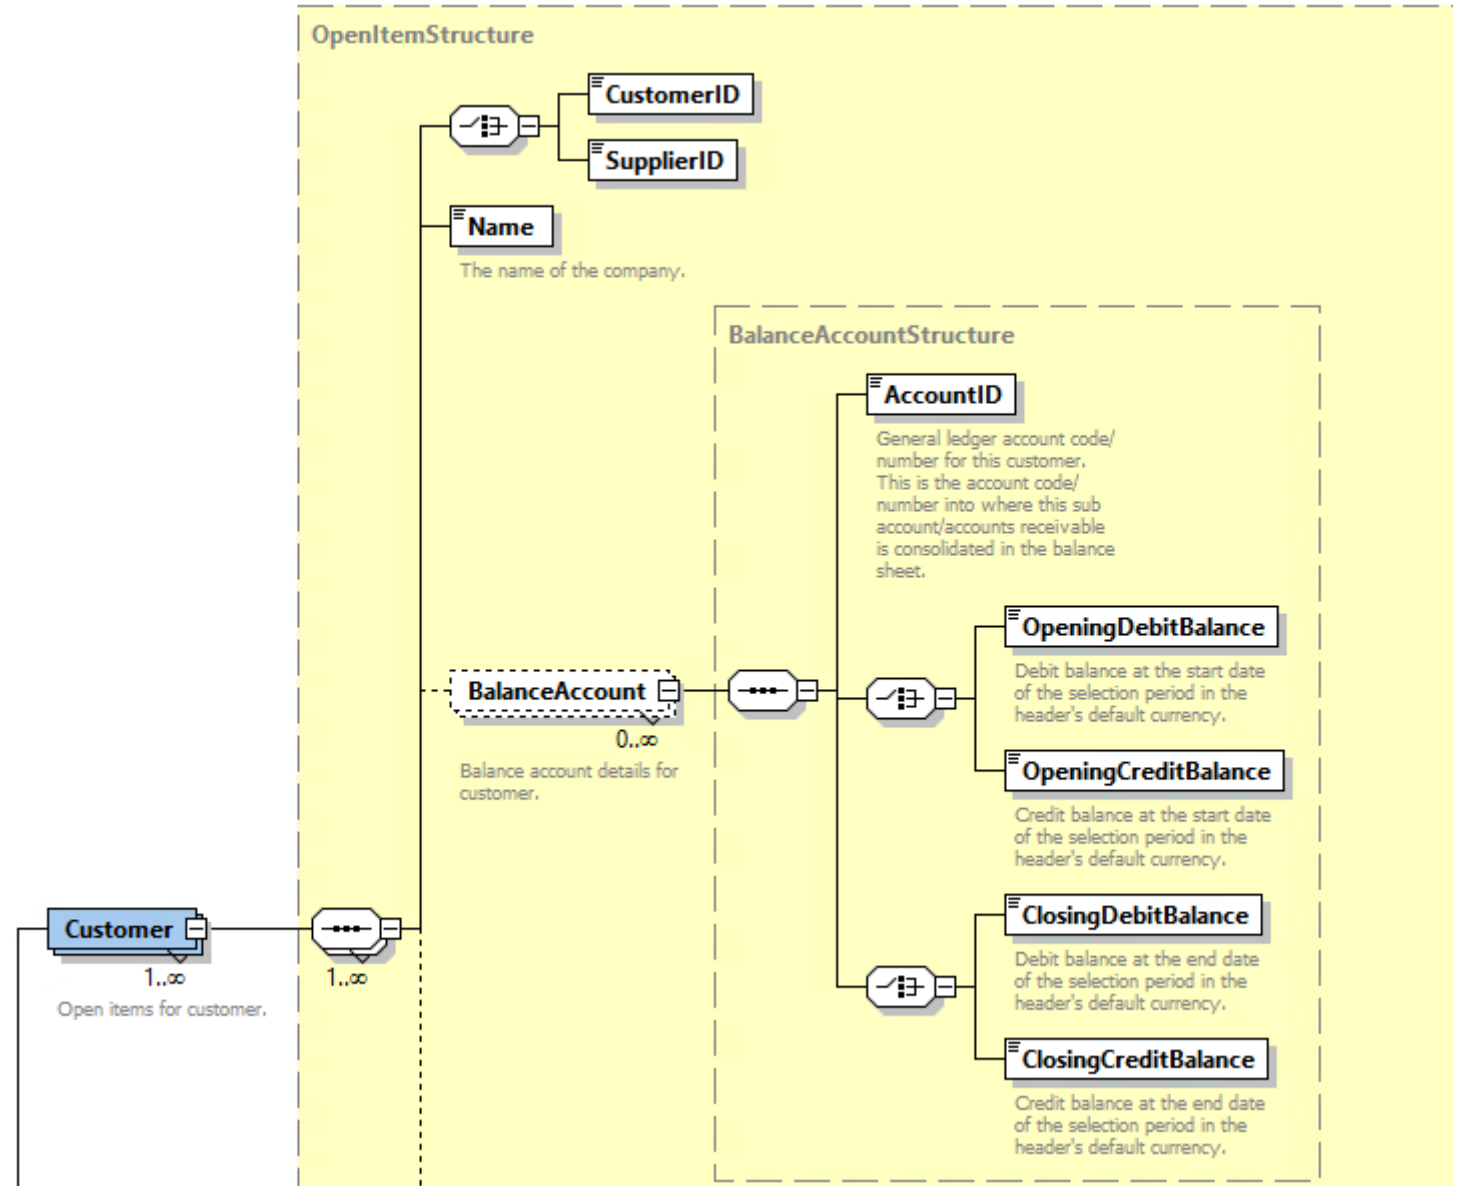 OpenItemStructure
CustomerID
SupplierID
Name
The name of the company.
BalanceAccountStructure
AccountID
General ledger account code/
number for this customer.
This is the account code/
number into where this sub
account/accounts receivable
is consolidated in the balance
sheet.
OpeningDebitBalance
Debit balance at the start date
of the selection period in the
header's default currency.
BalanceAccount
0..∞
Balance account details for
customer.
OpeningCreditBalance
Credit balance at the start date
of the selection period in the
header's default currency.
Customer
1..∞
Open items for customer.
1..∞
ClosingDebitBalance
Debit balance at the end date
of the selection period in the
header's default currency.
ClosingCreditBalance
Credit balance at the end date
of the selection period in the
header's default currency.